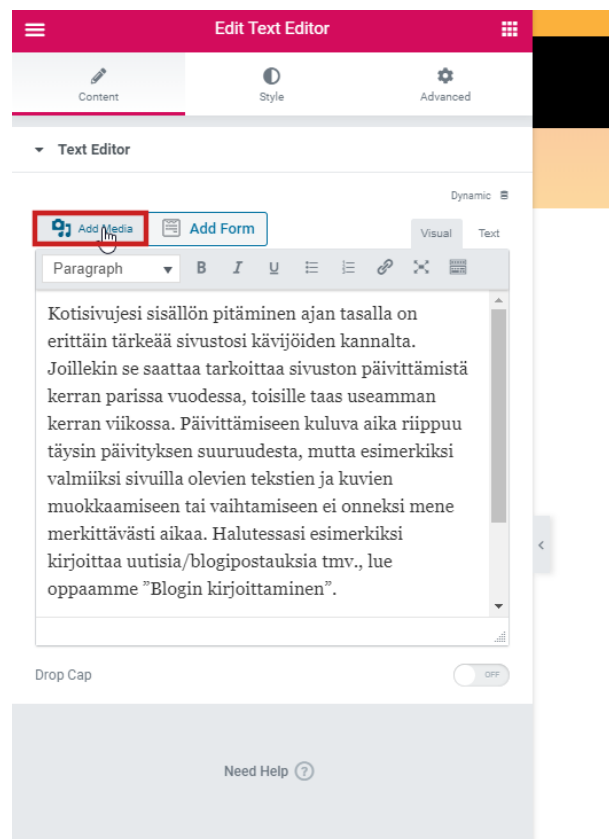 Edit Text Editor
Content
Style
Advanced
Text Editor
Dynamic
Add Media
Add Form
Visual
Text
Paragraph
B
I
U
Kotisivujesi sisällön pitäminen ajan tasalla on
erittäin tärkeää sivustosi kävijöiden kannalta.
Joillekin se saattaa tarkoittaa sivuston päivittämistä
kerran parissa vuodessa, toisille taas useamman
kerran viikossa. Päivittämiseen kuluva aika riippuu
täysin päivityksen suuruudesta, mutta esimerkiksi
valmiiksi sivuilla olevien tekstien ja kuvien
muokkaamiseen tai vaihtamiseen ei onneksi mene
merkittävästi aikaa. Halutessasi esimerkiksi
kirjoittaa uutisia/blogipostauksia tmv., lue
oppaamme ”Blogin kirjoittaminen”.
Drop Cap
OFF
Need Help ?